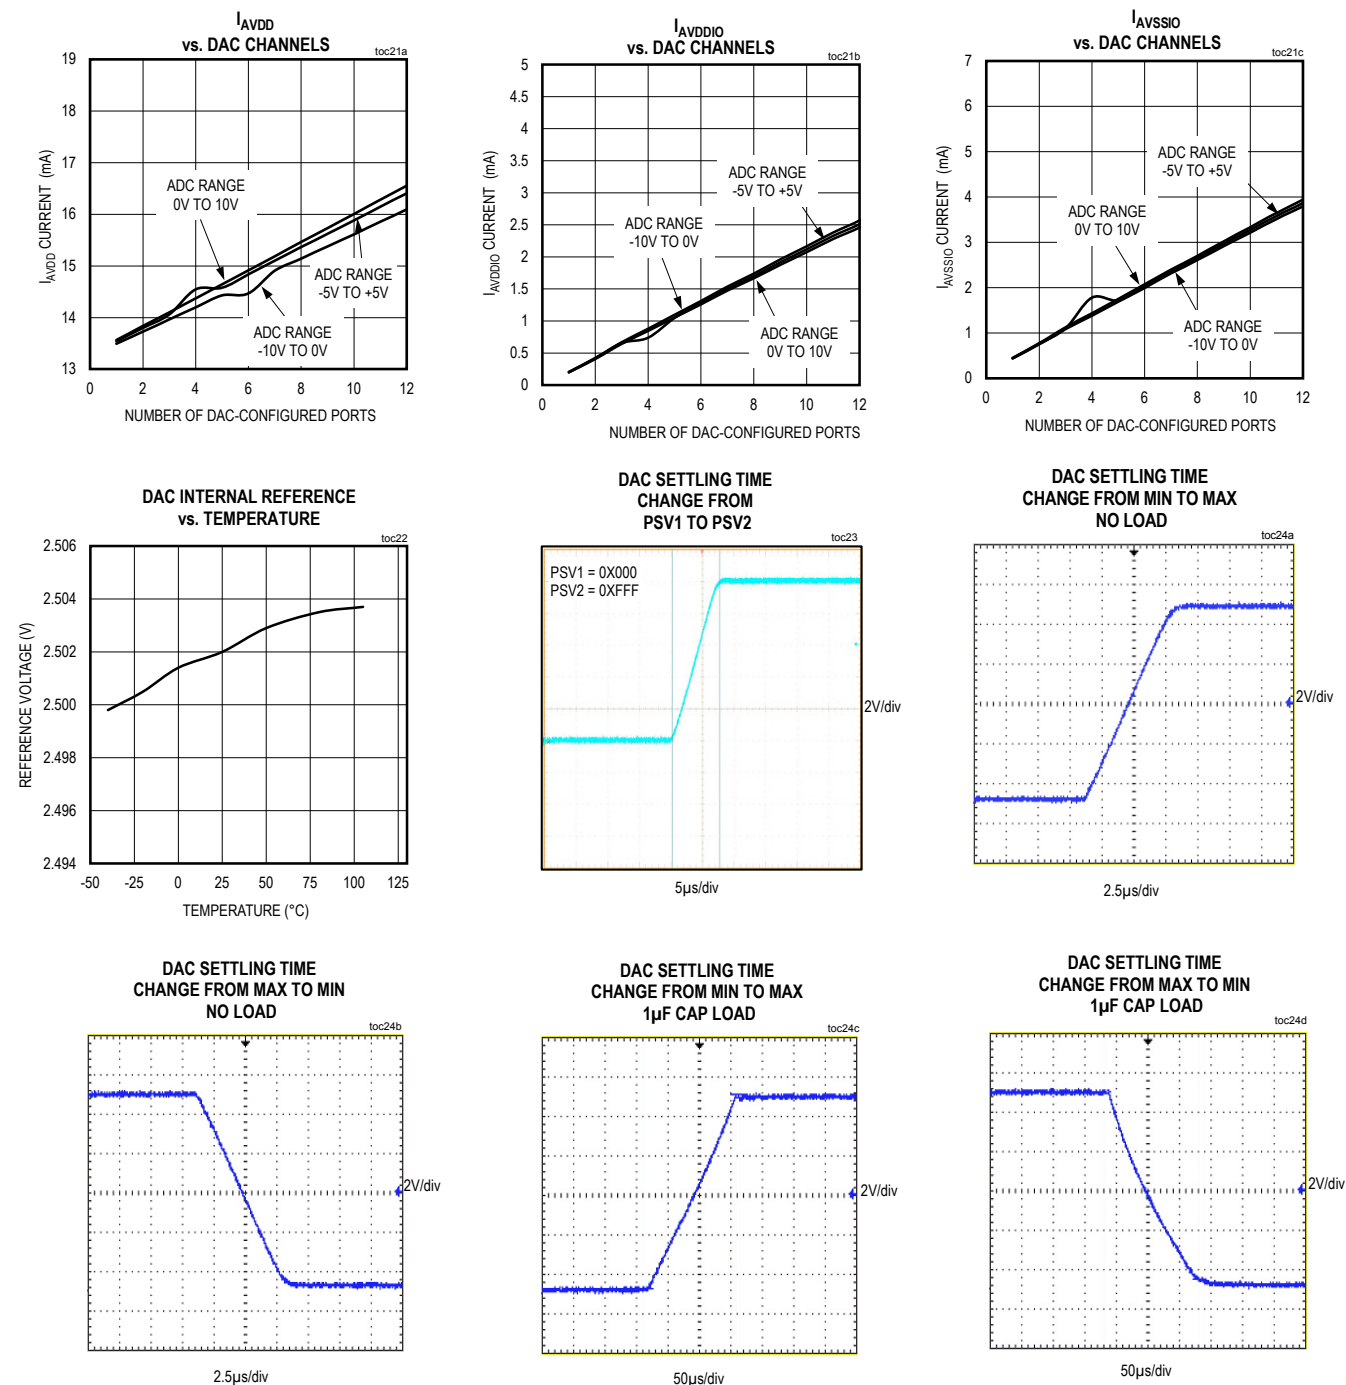 I_AVDD
vs. DAC CHANNELS
toc21a
19
18
17
16
15
14
13
I_AVDD CURRENT (mA)
ADC RANGE
0V TO 10V
ADC RANGE
-5V TO +5V
ADC RANGE
-10V TO 0V
0 2 4 6 8 10 12
NUMBER OF DAC-CONFIGURED PORTS
I_AVDDIO
vs. DAC CHANNELS
toc21b
5
4.5
4
3.5
3
2.5
2
1.5
1
0.5
0
I_AVDDIO CURRENT (mA)
ADC RANGE
-5V TO +5V
ADC RANGE
-10V TO 0V
ADC RANGE
0V TO 10V
0 2 4 6 8 10 12
NUMBER OF DAC-CONFIGURED PORTS
I_AVSSIO
vs. DAC CHANNELS
toc21c
7
6
5
4
3
2
1
0
I_AVSSIO CURRENT (mA)
ADC RANGE
-5V TO +5V
ADC RANGE
0V TO 10V
ADC RANGE
-10V TO 0V
0 2 4 6 8 10 12
NUMBER OF DAC-CONFIGURED PORTS
DAC INTERNAL REFERENCE
vs. TEMPERATURE
toc22
2.506
2.504
2.502
2.500
2.498
2.496
2.494
REFERENCE VOLTAGE (V)
-50 -25 0 25 50 75 100 125
TEMPERATURE (°C)
DAC SETTLING TIME
CHANGE FROM
PSV1 TO PSV2
toc23
PSV1 = 0X000
PSV2 = 0XFFF
2V/div
5µs/div
DAC SETTLING TIME
CHANGE FROM MIN TO MAX
NO LOAD
toc24a
2V/div
2.5µs/div
DAC SETTLING TIME
CHANGE FROM MAX TO MIN
NO LOAD
toc24b
2V/div
2.5µs/div
DAC SETTLING TIME
CHANGE FROM MIN TO MAX
1µF CAP LOAD
toc24c
2V/div
50µs/div
DAC SETTLING TIME
CHANGE FROM MAX TO MIN
1µF CAP LOAD
toc24d
2V/div
50µs/div